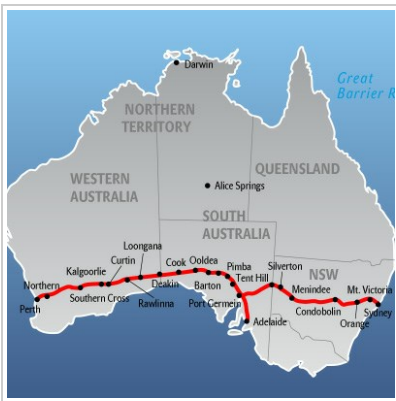 Darwin
Great
Barrier R
NORTHERN
TERRITORY
QUEENSLAND
WESTERN
AUSTRALIA
Alice Springs
SOUTH
AUSTRALIA
Loongana
Curtin
Cook
Ooldea
Pimba
Silverton
Kalgoorlie
Tent Hill
NSW
Northern
Deakin
Barton
Menindee
Mt. Victoria
Southern Cross
Rawlinna
Port Germein
Perth
Condobolin
Sydney
Orange
Adelaide